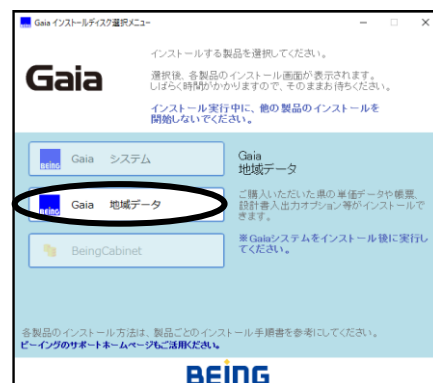 Gaia インストールディスク選択メニュー
インストールする製品を選択してください。
Gaia
選択後、各製品のインストール画面が表示されます。
しばらく時間がかかりますので、そのままお待ちください。
インストール実行中に、他の製品のインストールを
開始しないでください。
BEING
Gaia システム
Gaia
地域データ
BEING
Gaia 地域データ
ご購入いただいた県の単価データや帳票、
設計書入出力オプション等がインストールで
きます。
BeingCabinet
※Gaiaシステムをインストール後に実行し
てください。
各製品のインストール方法は、製品ごとのインストール手順書を参考にしてください。
ビーイングのサポートホームページもご活用ください。
BEING